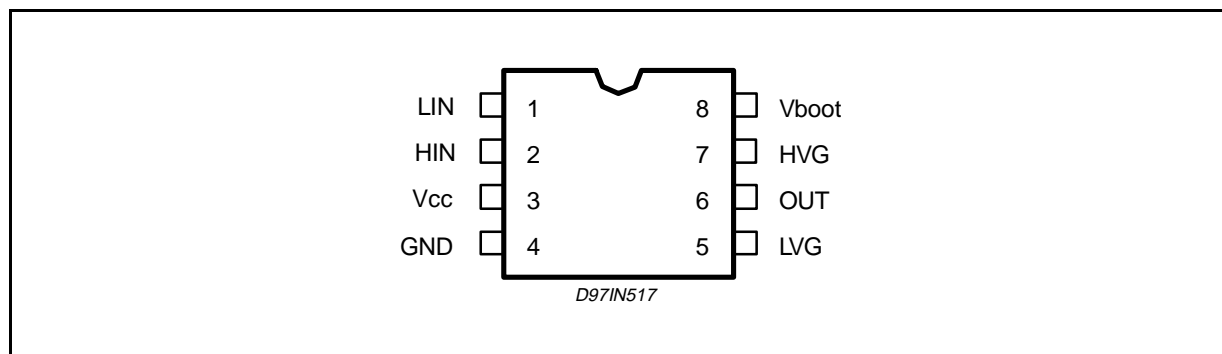 LIN 1 8 Vboot
HIN 2 7 HVG
Vcc 3 6 OUT
GND 4 5 LVG
D97IN517